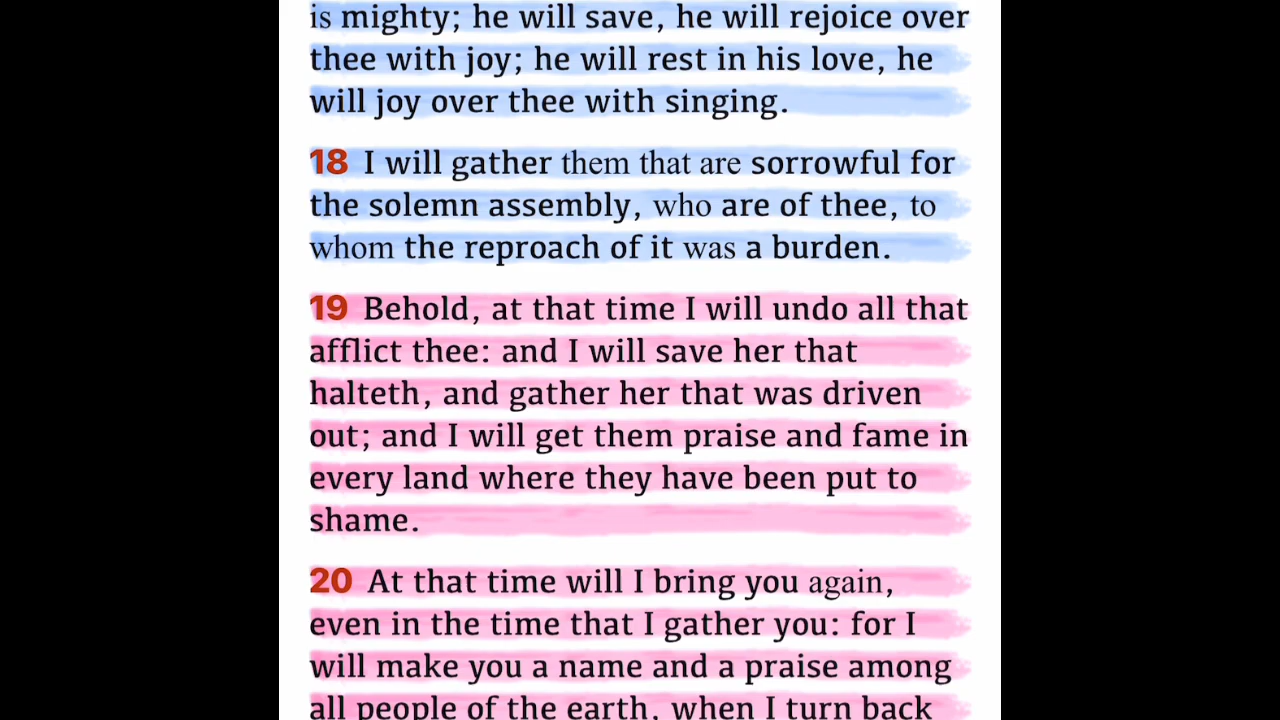 is mighty; he will save, he will rejoice over
thee with joy; he will rest in his love, he
will joy over thee with singing.
18 I will gather them that are sorrowful for
the solemn assembly, who are of thee, to
whom the reproach of it was a burden.
19 Behold, at that time I will undo all that
afflict thee: and I will save her that
halteth, and gather her that was driven
out; and I will get them praise and fame in
every land where they have been put to
shame.
20 At that time will I bring you again,
even in the time that I gather you: for I
will make you a name and a praise among
all people of the earth, when I turn back